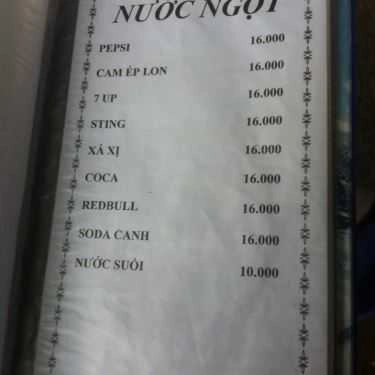 NƯỚC NGỌT
PEPSI 16.000
CAM ÉP LON 16.000
7 UP 16.000
STING 16.000
XÁ XỊ 16.000
COCA 16.000
REDBULL 16.000
SODA CANH 16.000
NƯỚC SUỐI 10.000